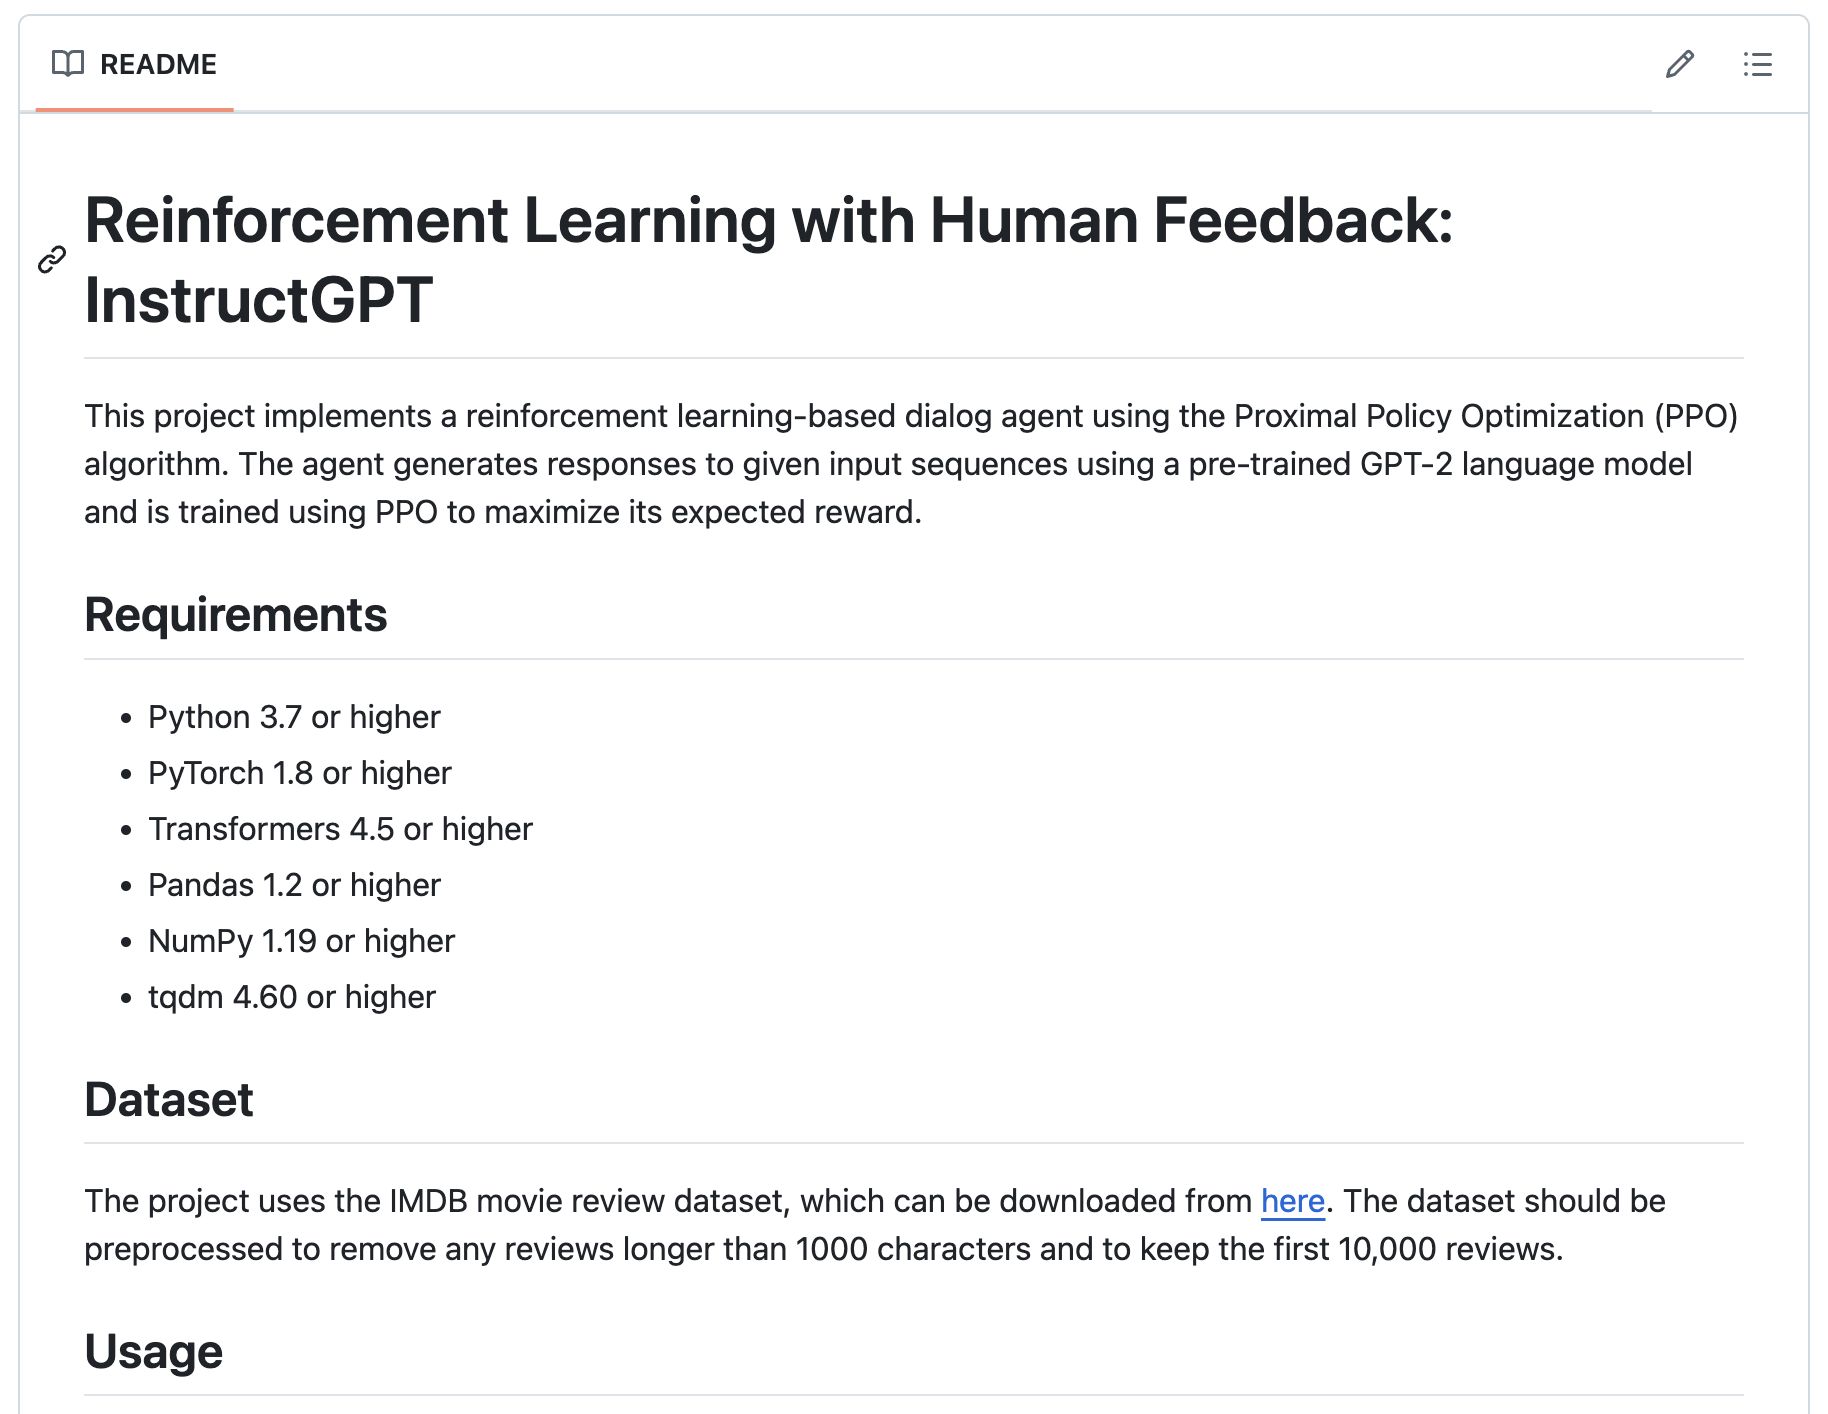 README
Reinforcement Learning with Human Feedback:
InstructGPT
This project implements a reinforcement learning-based dialog agent using the Proximal Policy Optimization (PPO)
algorithm. The agent generates responses to given input sequences using a pre-trained GPT-2 language model
and is trained using PPO to maximize its expected reward.
Requirements
• Python 3.7 or higher
• PyTorch 1.8 or higher
• Transformers 4.5 or higher
• Pandas 1.2 or higher
• NumPy 1.19 or higher
• tqdm 4.60 or higher
Dataset
The project uses the IMDB movie review dataset, which can be downloaded from here. The dataset should be
preprocessed to remove any reviews longer than 1000 characters and to keep the first 10,000 reviews.
Usage